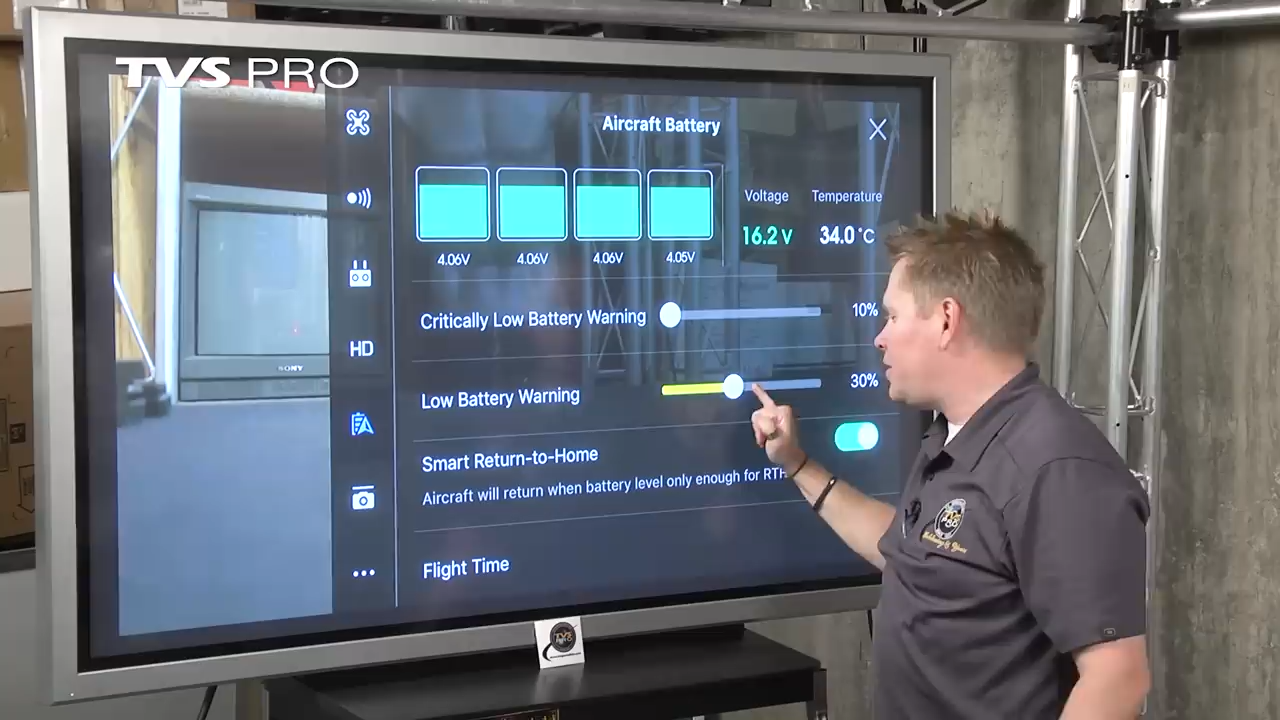 TVS PRO
Aircraft Battery
Voltage
Temperature
16.2 V
34.0 °C
4.06V
4.06V
4.06V
4.05V
Critically Low Battery Warning
10%
HD
SONY
Low Battery Warning
30%
Smart Return-to-Home
Aircraft will return when battery level only enough for RTH
Flight Time